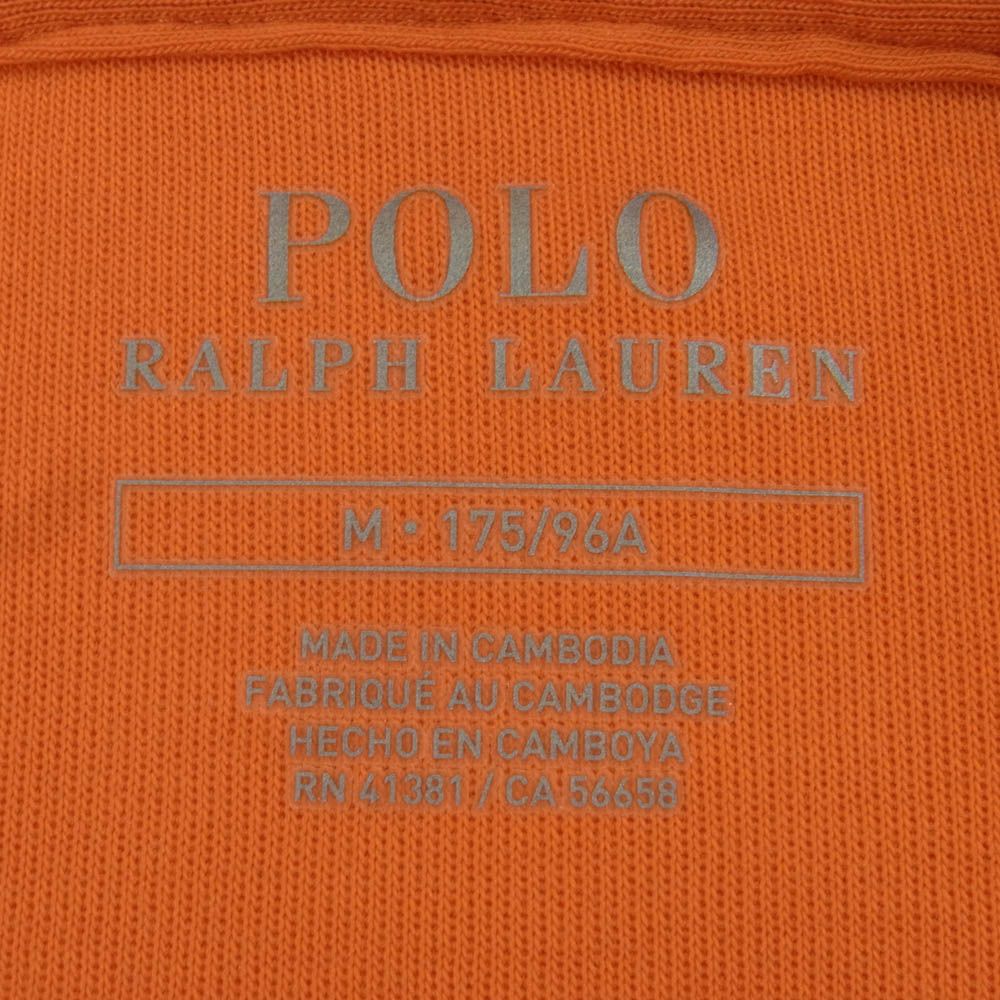 POLO
RALPH LAUREN
M • 175/96A
MADE IN CAMBODIA
FABRIQUÉ AU CAMBODGE
HECHO EN CAMBOYA
RN 41381 / CA 56658